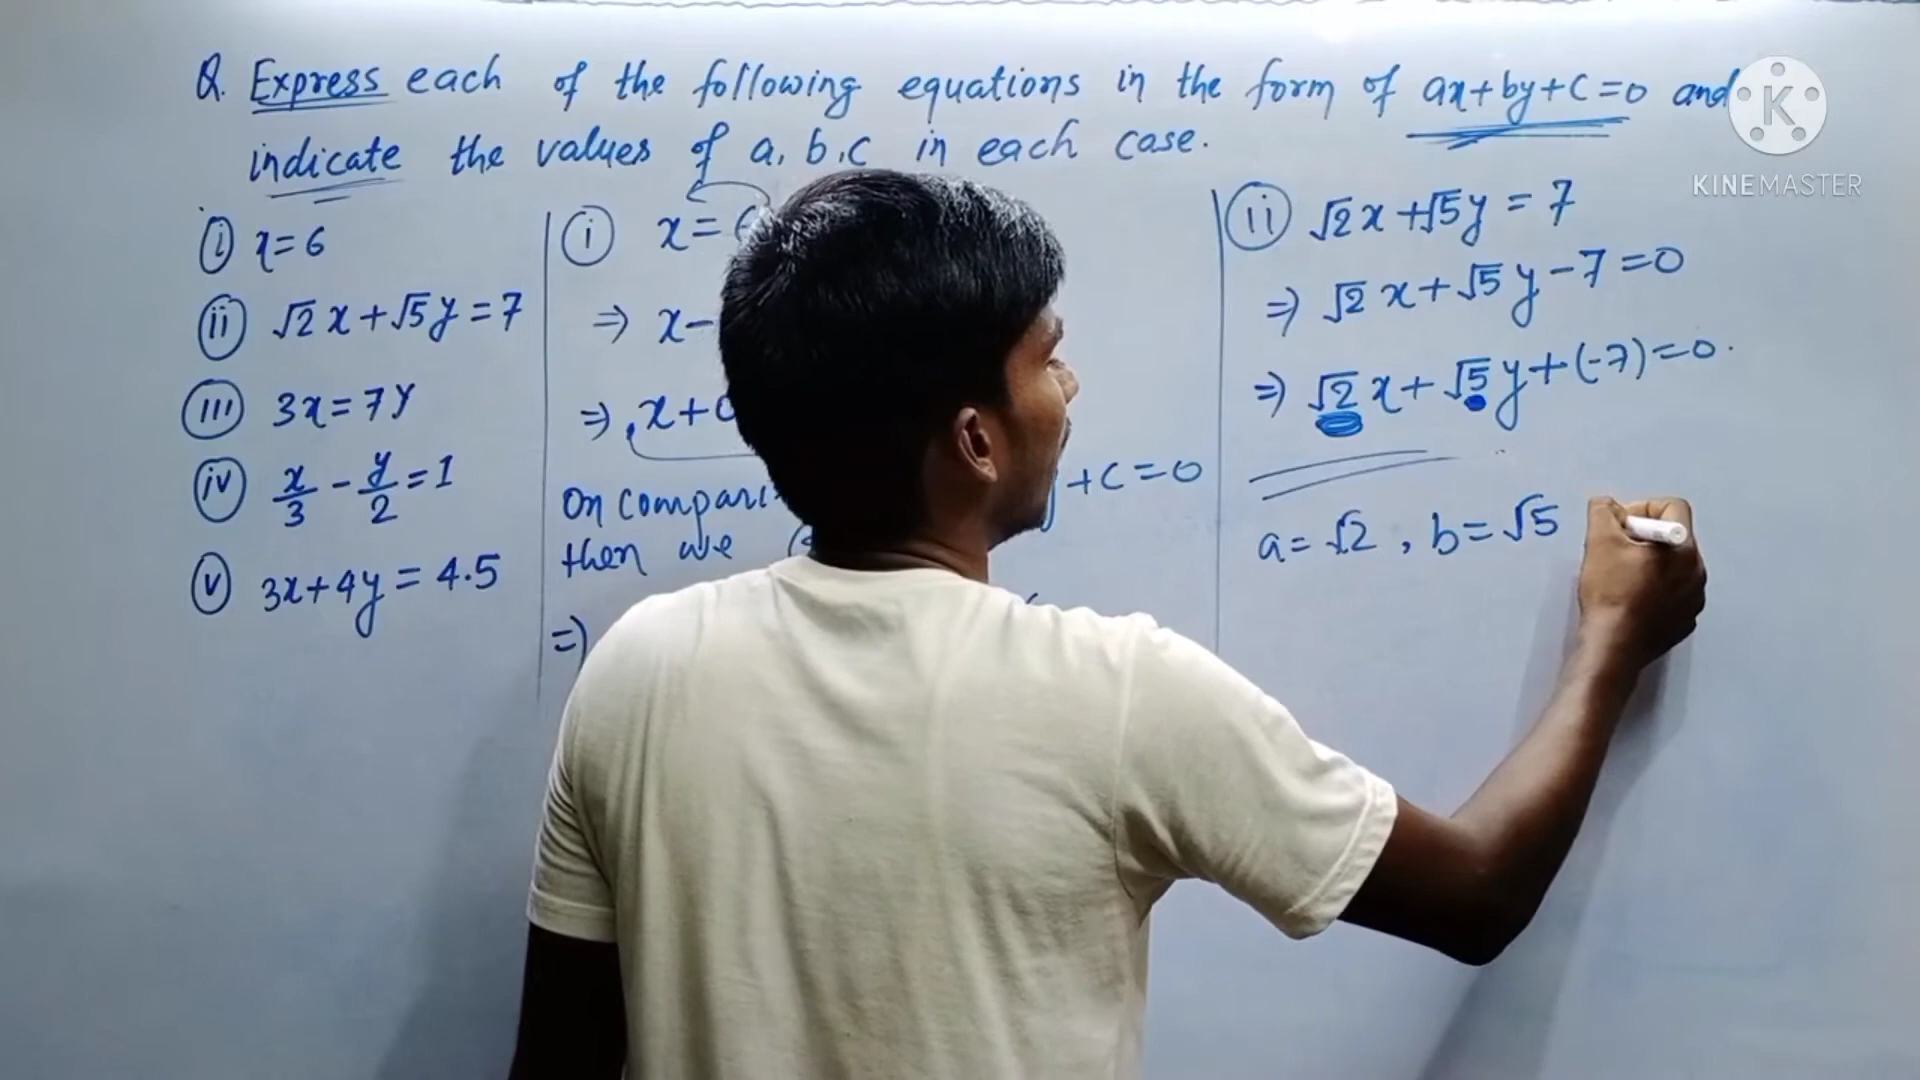 Q. Express each of the following equations in the form of ax+by+c=0 and
indicate the values of a, b, c in each case.
(i) x=6
(ii) √2x+√5y=7
(iii) 3x=7y
(iv) x/3 - y/2 = 1
(v) 3x+4y=4.5
(i) x=
⇒ x-
⇒ x+
On +c=0
then we
⇒
(ii) √2x+√5y=7
⇒ √2x+√5y-7=0
⇒ √2x+√5y+(-7)=0.
a=√2, b=√5
K
KINEMASTER